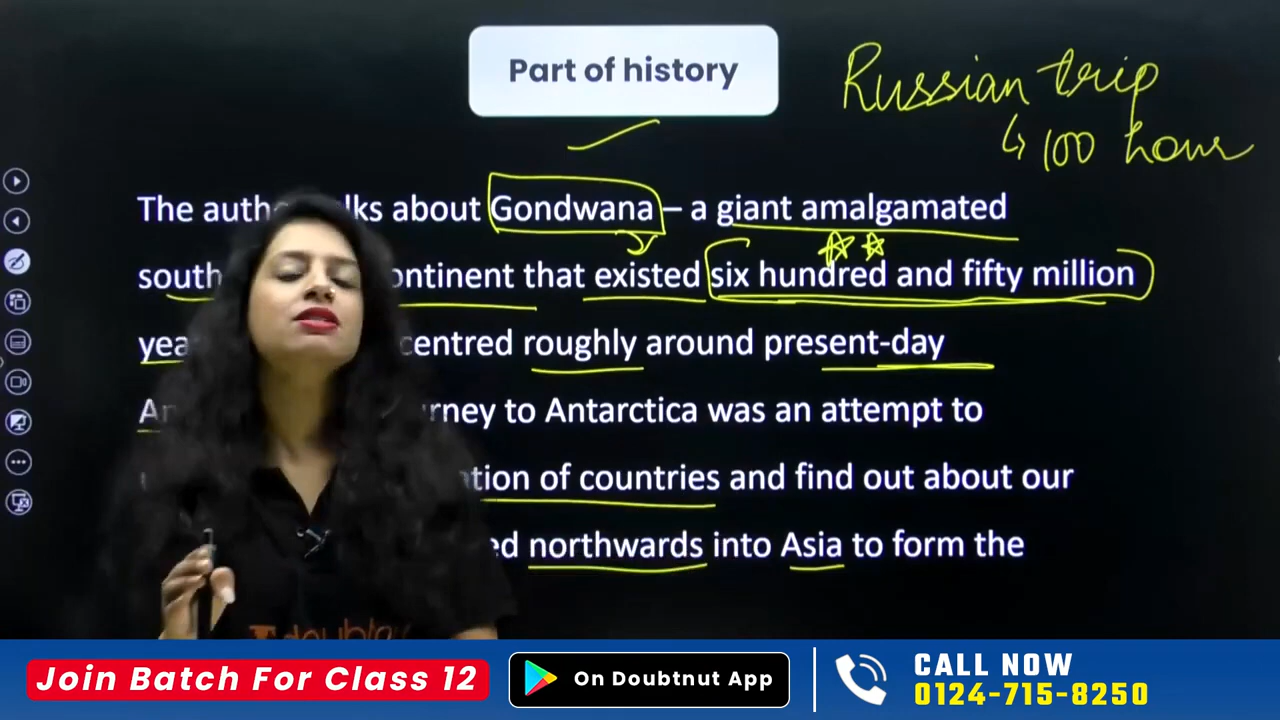 Part of history
Russian trip
↳ 100 hour
The auth lks about Gondwana – a giant amalgamated
south ontinent that existed six hundred and fifty million
yea centred roughly around present-day
An rney to Antarctica was an attempt to
tion of countries and find out about our
ed northwards into Asia to form the
doubtn
Join Batch For Class 12
On Doubtnut App
CALL NOW
0124-715-8250